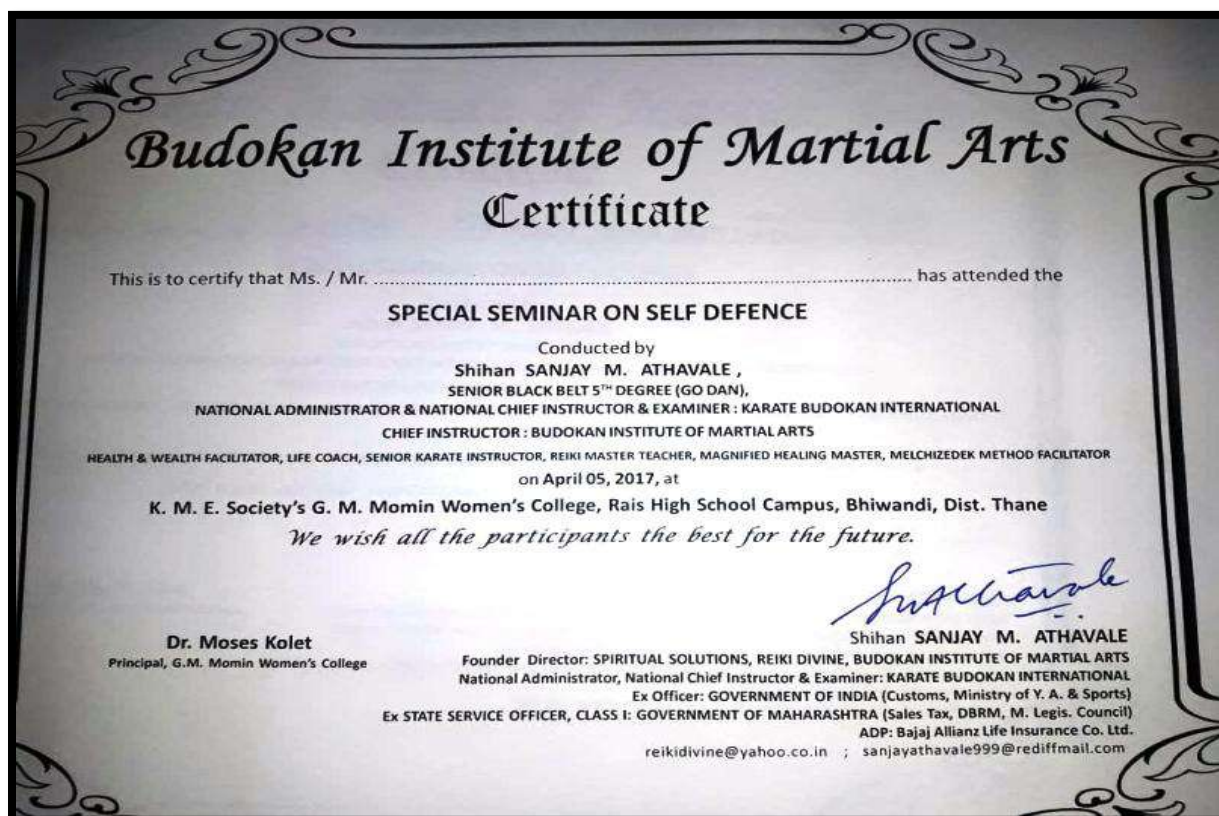 Budokan Institute of Martial Arts
Certificate
This is to certify that Ms. / Mr. ........................................................................................................ has attended the
SPECIAL SEMINAR ON SELF DEFENCE
Conducted by
Shihan SANJAY M. ATHAVALE ,
SENIOR BLACK BELT 5TH DEGREE (GO DAN),
NATIONAL ADMINISTRATOR & NATIONAL CHIEF INSTRUCTOR & EXAMINER : KARATE BUDOKAN INTERNATIONAL
CHIEF INSTRUCTOR : BUDOKAN INSTITUTE OF MARTIAL ARTS
HEALTH & WEALTH FACILITATOR, LIFE COACH, SENIOR KARATE INSTRUCTOR, REIKI MASTER TEACHER, MAGNIFIED HEALING MASTER, MELCHIZEDEK METHOD FACILITATOR
on April 05, 2017, at
K. M. E. Society's G. M. Momin Women's College, Rais High School Campus, Bhiwandi, Dist. Thane
We wish all the participants the best for the future.
Dr. Moses Kolet
Principal, G.M. Momin Women's College
Shihan SANJAY M. ATHAVALE
Founder Director: SPIRITUAL SOLUTIONS, REIKI DIVINE, BUDOKAN INSTITUTE OF MARTIAL ARTS
National Administrator, National Chief Instructor & Examiner: KARATE BUDOKAN INTERNATIONAL
Ex Officer: GOVERNMENT OF INDIA (Customs, Ministry of Y. A. & Sports)
Ex STATE SERVICE OFFICER, CLASS I: GOVERNMENT OF MAHARASHTRA (Sales Tax, DBRM, M. Legis. Council)
ADP: Bajaj Allianz Life Insurance Co. Ltd.
reikidivine@yahoo.co.in ; sanjayathavale999@rediffmail.com